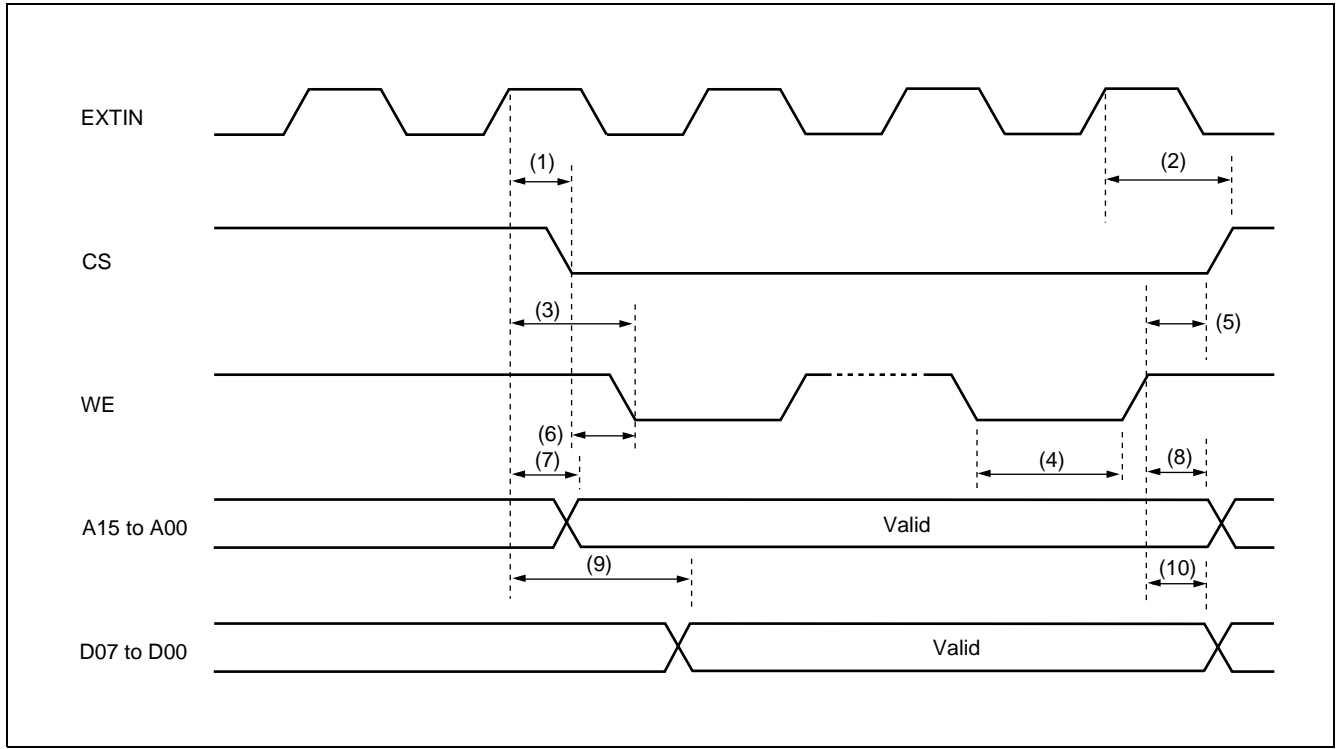 EXTIN
(1)
(2)
CS
(3)
(5)
WE
(6)
(7)
(4)
(8)
A15 to A00
Valid
(9)
(10)
D07 to D00
Valid